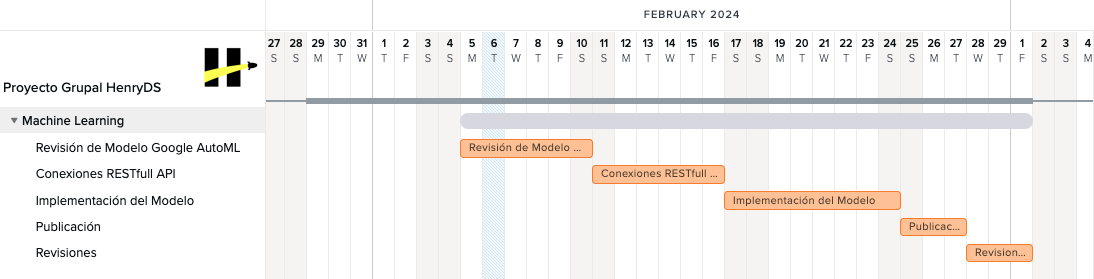 FEBRUARY 2024
27 28 29 30 31 1 2 3 4 5 6 7 8 9 10 11 12 13 14 15 16 17 18 19 20 21 22 23 24 25 26 27 28 29 1 2 3 4
S S M T W T F S S M T W T F S S M T W T F S S M T W T F S S M T W T F S S M
H
Proyecto Grupal HenryDS
Machine Learning
Revisión de Modelo Google AutoML Revisión de Modelo ...
Conexiones RESTfull API Conexiones RESTfull ...
Implementación del Modelo Implementación del Modelo
Publicación Publicac...
Revisiones Revision...